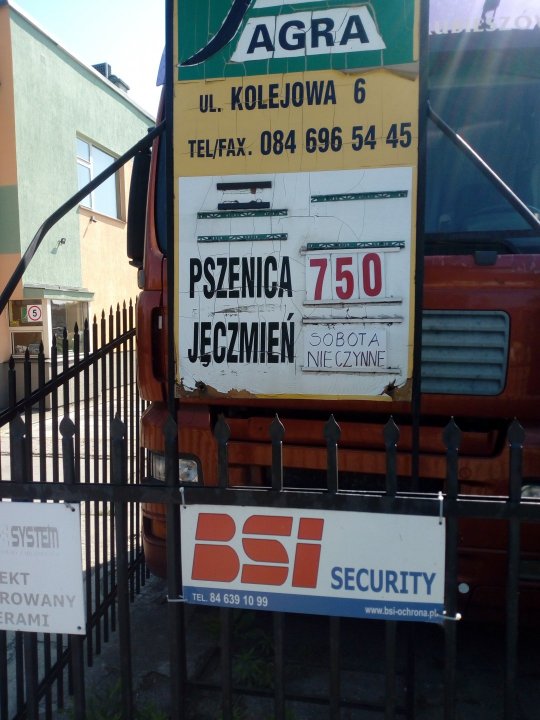 AGRA
UL. KOLEJOWA 6
TEL/FAX. 084 696 54 45
PSZENICA 750
JĘCZMIEŃ
SOBOTA
NIECZYNNE
5
SYSTEM
EKT
ROWANY
ERAMI
BSI SECURITY
TEL. 84 639 10 99
www.bsi-ochrona.pl